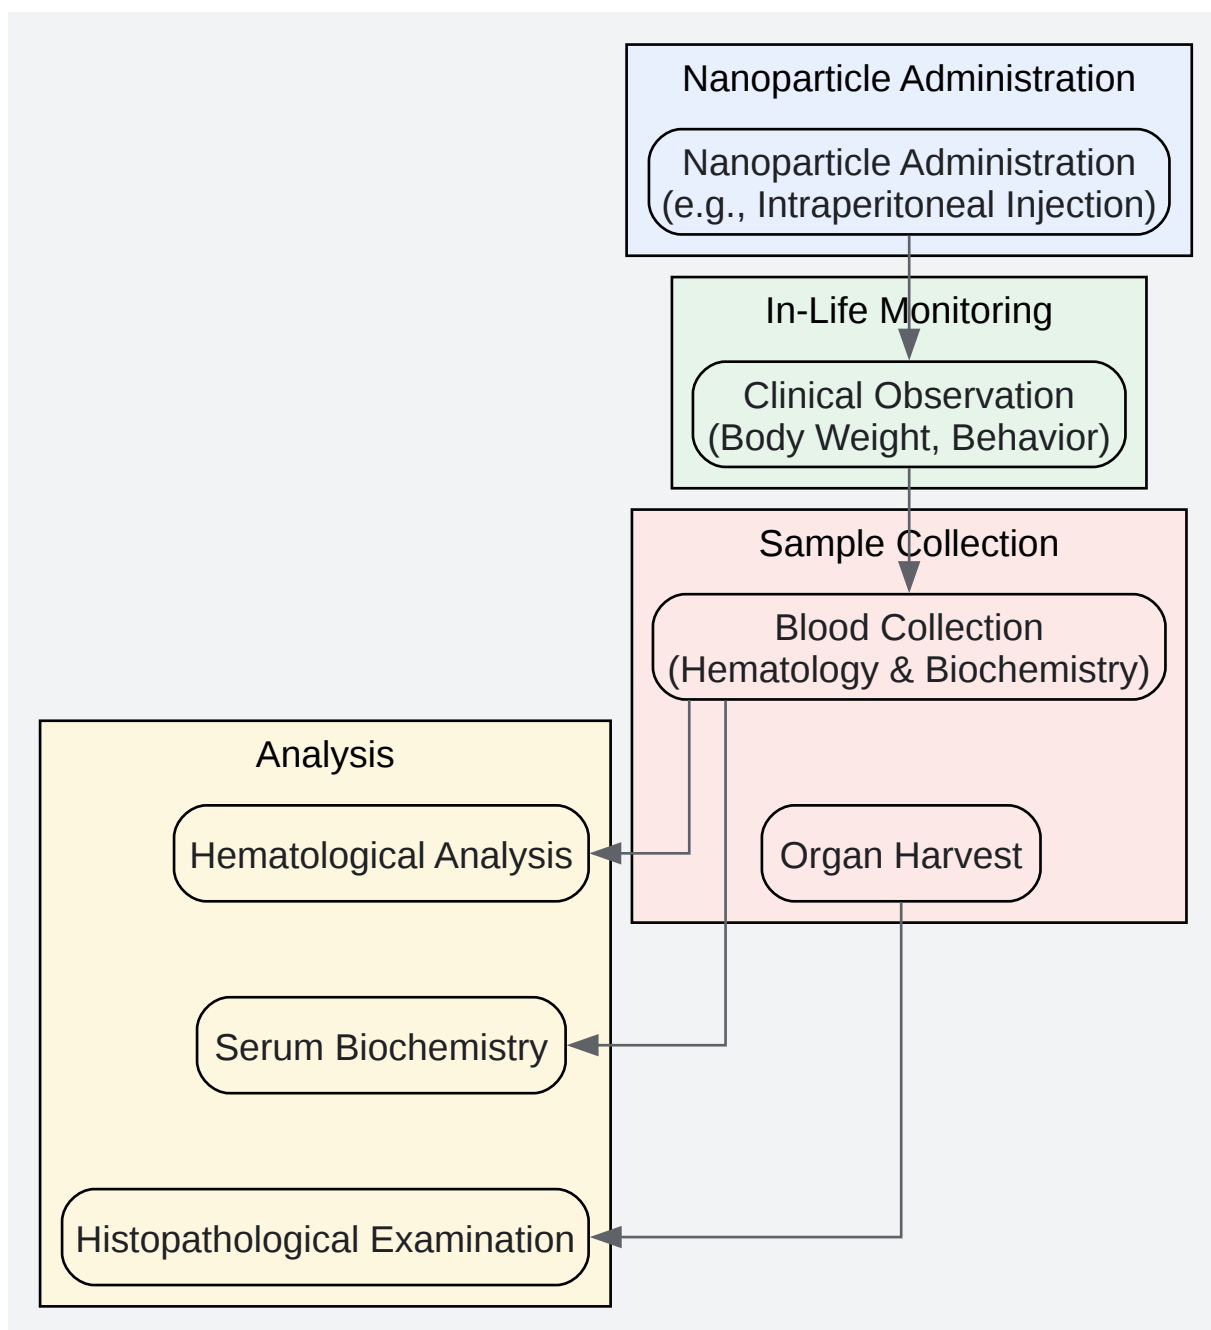 Nanoparticle Administration
Nanoparticle Administration
(e.g., Intraperitoneal Injection)
In-Life Monitoring
Clinical Observation
(Body Weight, Behavior)
Sample Collection
Blood Collection
(Hematology & Biochemistry)
Analysis
Hematological Analysis
Organ Harvest
Serum Biochemistry
Histopathological Examination